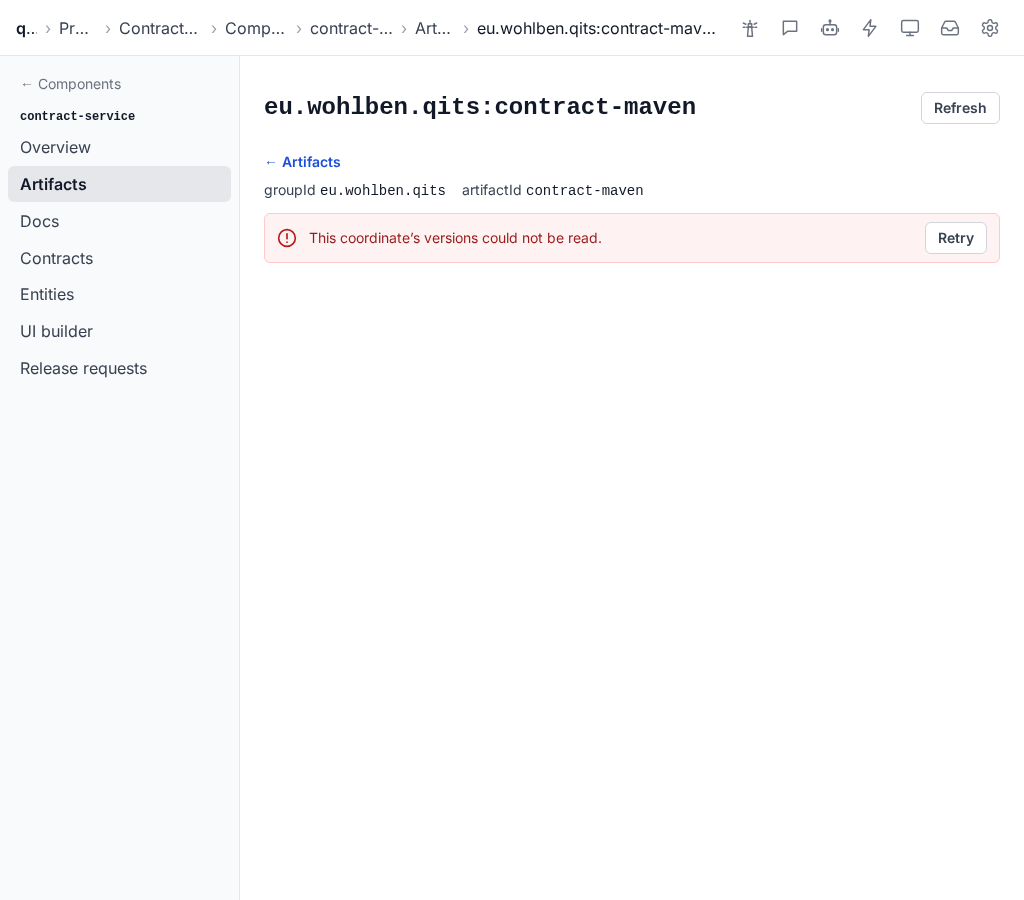 q... › Pr... › Contract... › Comp... › contract-... › Art... › eu.wohlben.qits:contract-mav...
← Components
contract-service
Overview
Artifacts
Docs
Contracts
Entities
UI builder
Release requests
eu.wohlben.qits:contract-maven
Refresh
← Artifacts
groupId eu.wohlben.qits artifactId contract-maven
This coordinate’s versions could not be read.
Retry